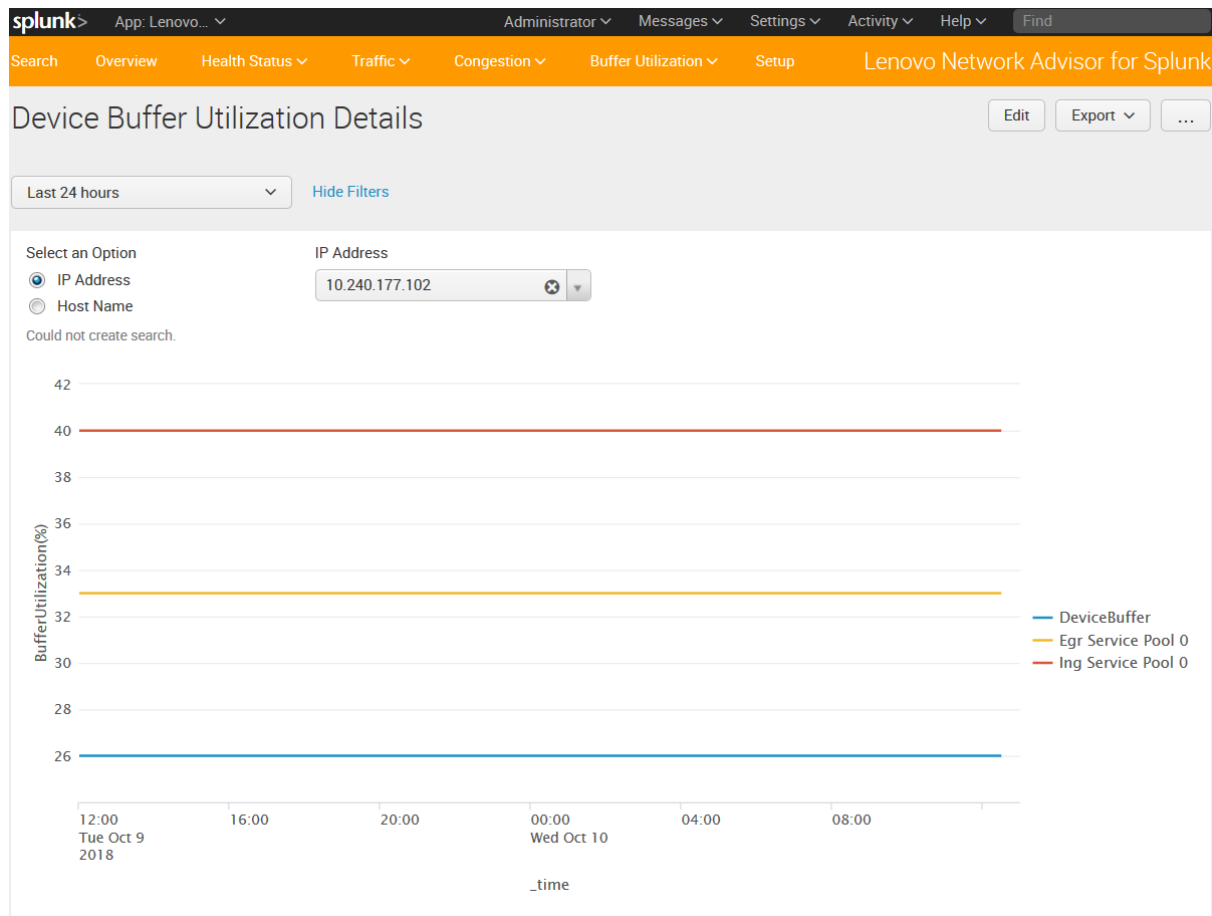 splunk> App: Lenovo... Administrator Messages Settings Activity Help Find
Search Overview Health Status Traffic Congestion Buffer Utilization Setup Lenovo Network Advisor for Splunk
Device Buffer Utilization Details Edit Export ...
Last 24 hours Hide Filters
Select an Option IP Address
IP Address 10.240.177.102
Host Name
Could not create search.
42
40
38
36
34
32
30
28
26
BufferUtilization(%)
DeviceBuffer
Egr Service Pool 0
Ing Service Pool 0
12:00 16:00 20:00 00:00 04:00 08:00
Tue Oct 9 Wed Oct 10
2018
_time